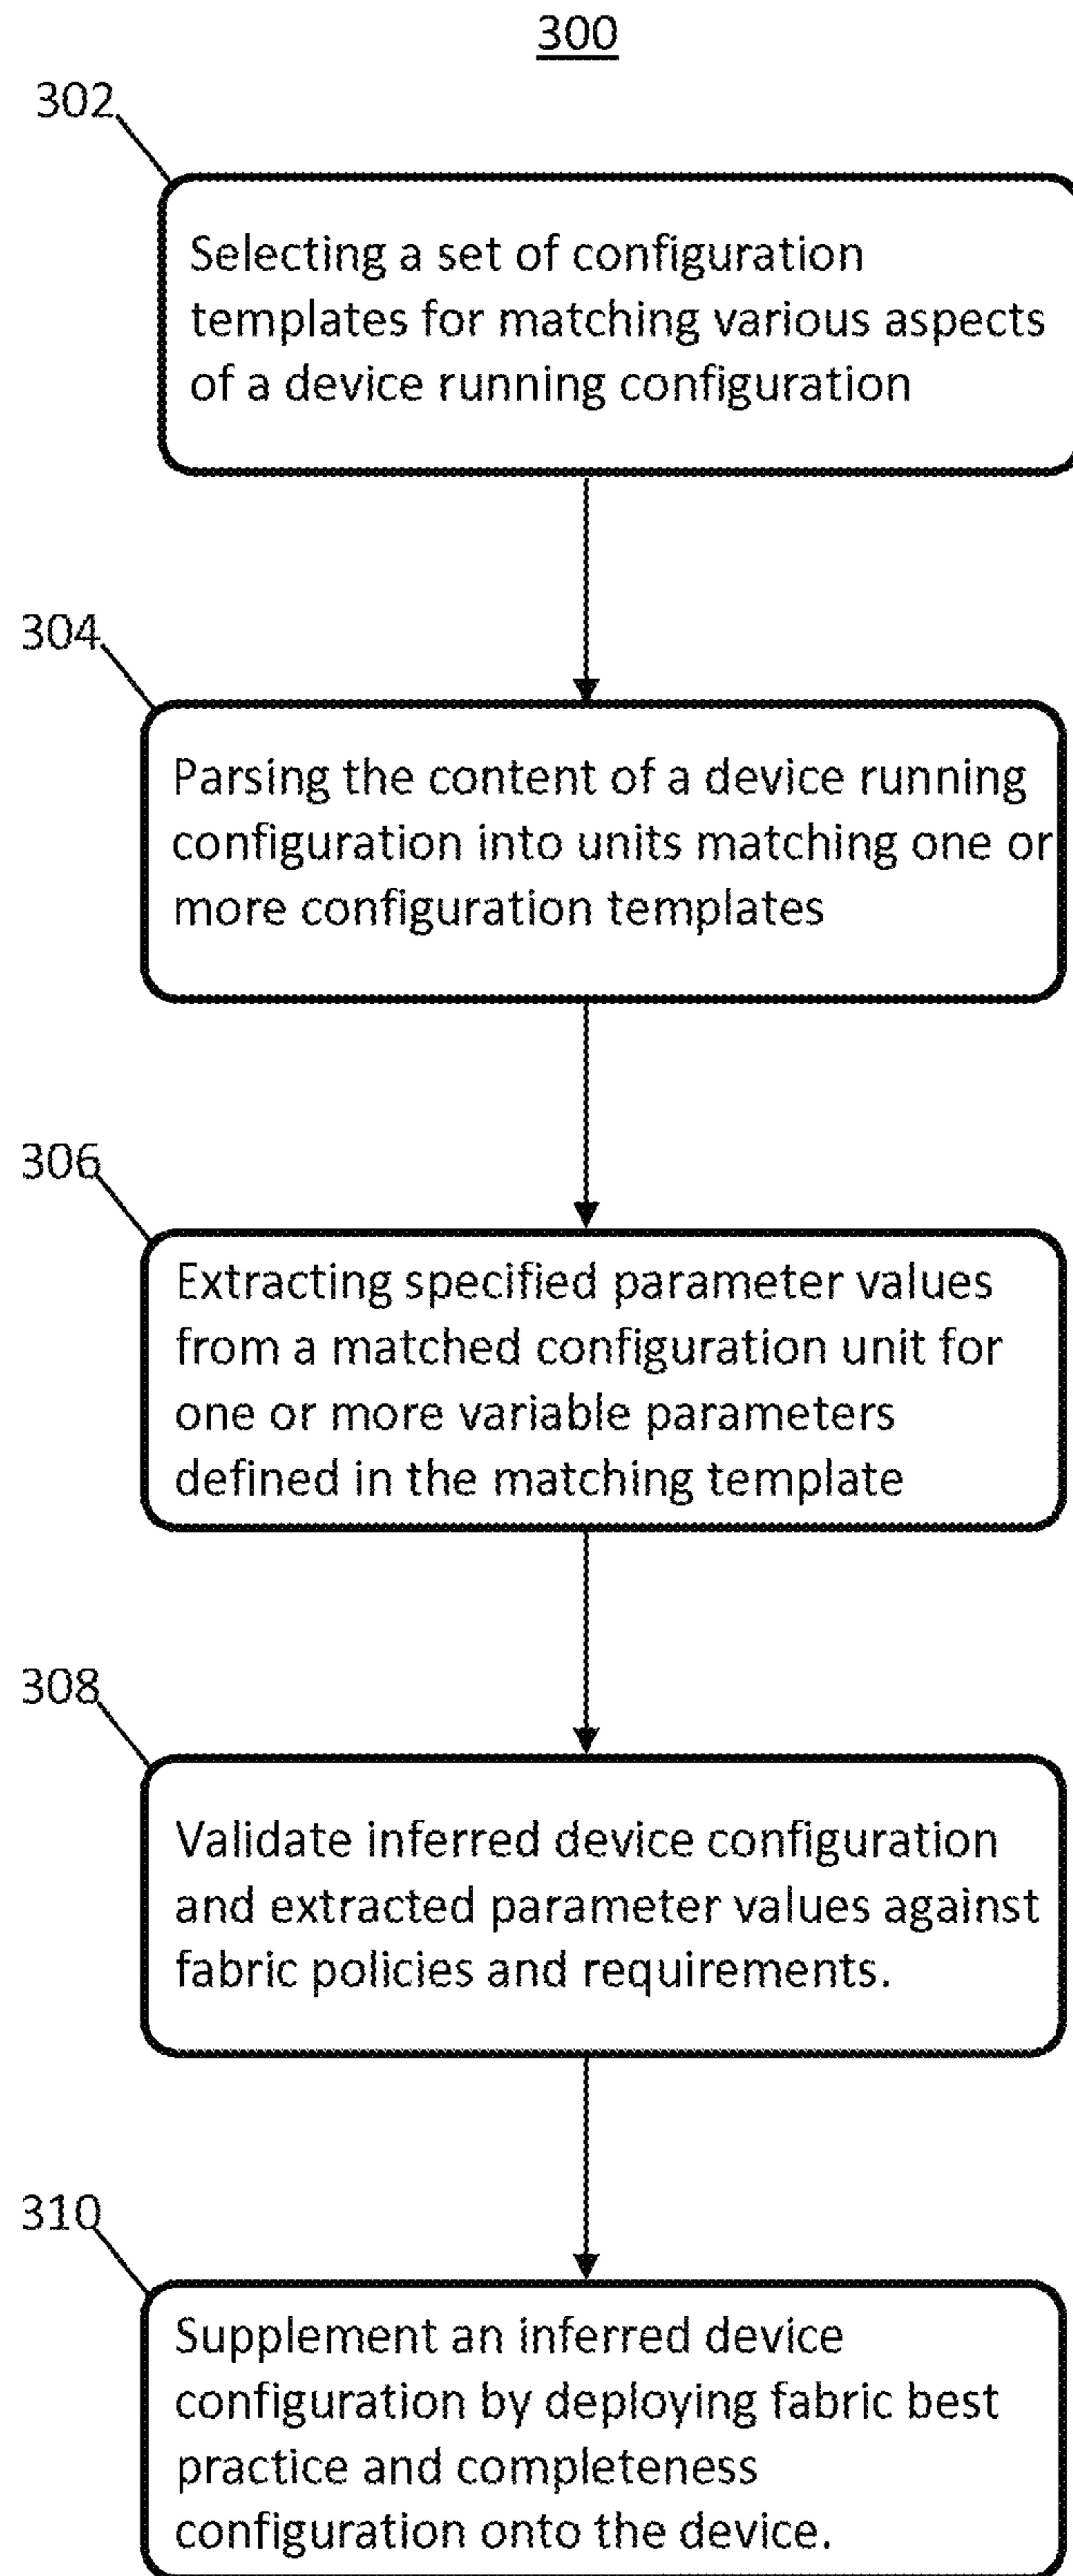 300
302
Selecting a set of configuration
templates for matching various aspects
of a device running configuration
304
Parsing the content of a device running
configuration into units matching one or
more configuration templates
306
Extracting specified parameter values
from a matched configuration unit for
one or more variable parameters
defined in the matching template
308
Validate inferred device configuration
and extracted parameter values against
fabric policies and requirements.
310
Supplement an inferred device
configuration by deploying fabric best
practice and completeness
configuration onto the device.